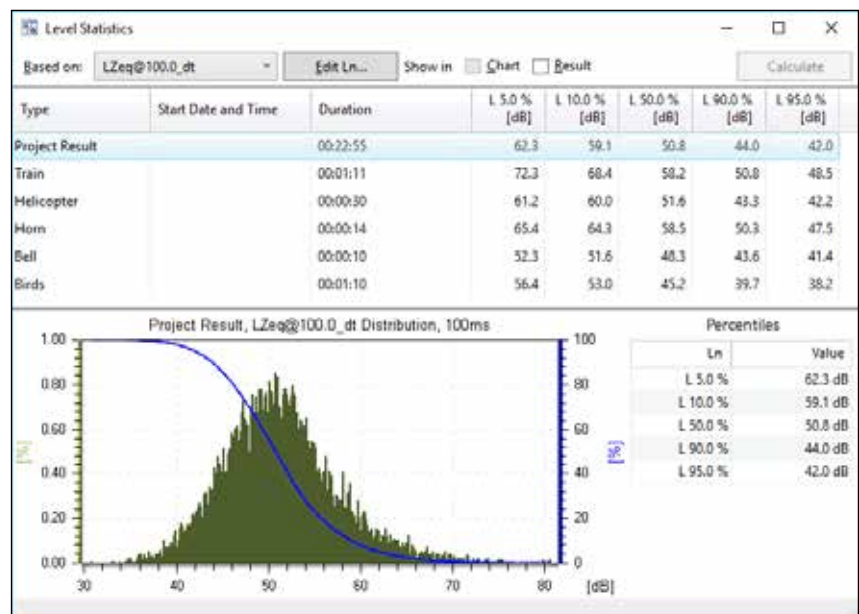 Level Statistics
Based on: LZeq@100.0_dt Edit Ln... Show in Chart Result Calculate
Type Start Date and Time Duration L 5.0 % [dB] L 10.0 % [dB] L 50.0 % [dB] L 90.0 % [dB] L 95.0 % [dB]
Project Result 00:22:55 62.3 59.1 50.8 44.0 42.0
Train 00:01:11 72.3 68.4 58.2 50.8 48.5
Helicopter 00:00:30 61.2 60.0 51.6 43.3 42.2
Horn 00:00:14 65.4 64.3 58.5 50.3 47.5
Bell 00:00:10 52.3 51.6 48.3 43.6 41.4
Birds 00:01:10 56.4 53.0 45.2 39.7 38.2
Project Result, LZeq@100.0_dt Distribution, 100ms
1.00
0.80
0.60
0.40
0.20
0.00
[%]
100
80
60
40
20
0
[%]
30 40 50 60 70 80 [dB]
Percentiles
Ln Value
L 5.0 % 62.3 dB
L 10.0 % 59.1 dB
L 50.0 % 50.8 dB
L 90.0 % 44.0 dB
L 95.0 % 42.0 dB